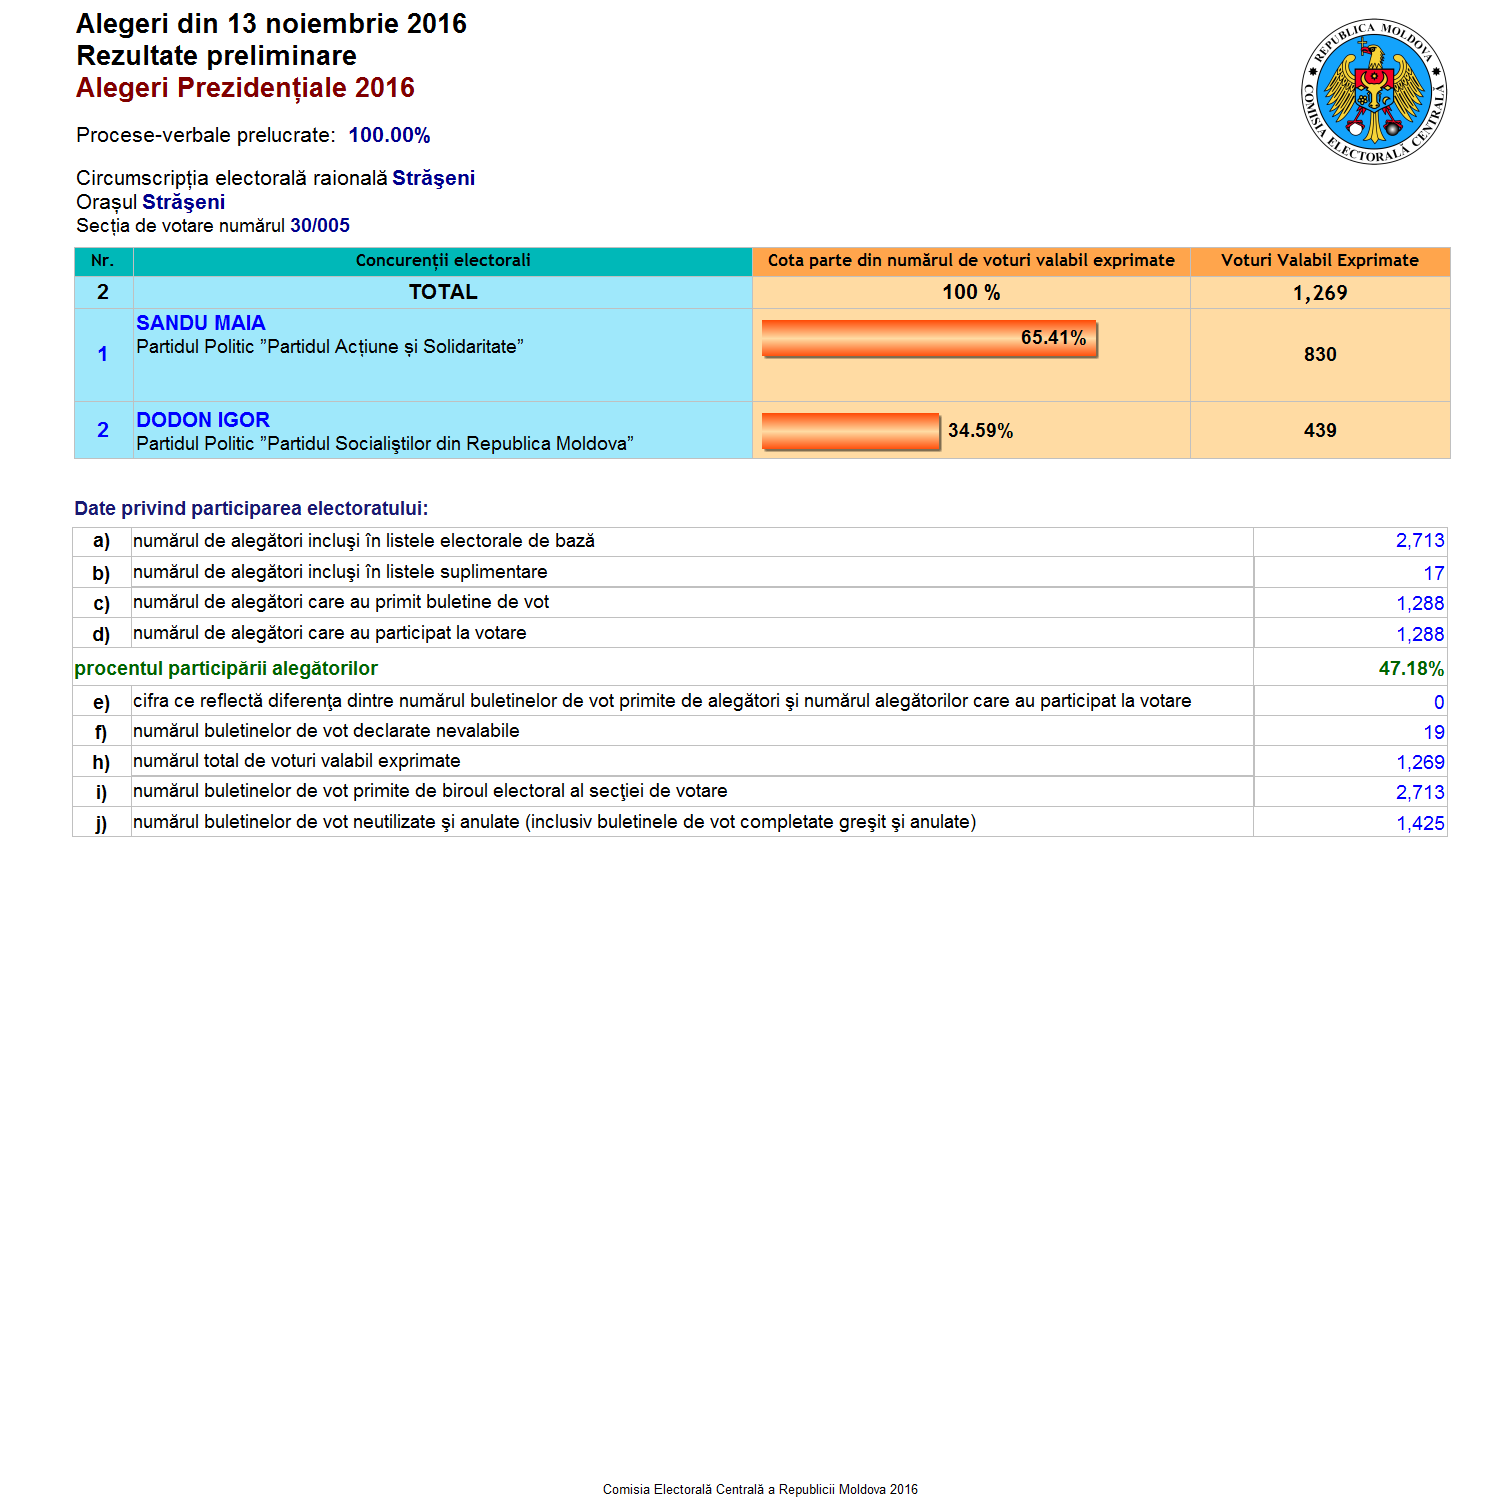 Alegeri din 13 noiembrie 2016
Rezultate preliminare
Alegeri Prezidențiale 2016
Procese-verbale prelucrate: 100.00%
REPUBLICA MOLDOVA
COMISIA ELECTORALĂ CENTRALĂ
Circumscripția electorală raională Străşeni
Orașul Străşeni
Secția de votare numărul 30/005
Nr. Concurenții electorali Cota parte din numărul de voturi valabil exprimate Voturi Valabil Exprimate
2 TOTAL 100 % 1,269
1 SANDU MAIA 65.41% 830
Partidul Politic ”Partidul Acțiune și Solidaritate”
2 DODON IGOR 34.59% 439
Partidul Politic ”Partidul Socialiştilor din Republica Moldova”
Date privind participarea electoratului:
a) numărul de alegători incluşi în listele electorale de bază 2,713
b) numărul de alegători incluşi în listele suplimentare 17
c) numărul de alegători care au primit buletine de vot 1,288
d) numărul de alegători care au participat la votare 1,288
procentul participării alegătorilor 47.18%
e) cifra ce reflectă diferenţa dintre numărul buletinelor de vot primite de alegători şi numărul alegătorilor care au participat la votare 0
f) numărul buletinelor de vot declarate nevalabile 19
h) numărul total de voturi valabil exprimate 1,269
i) numărul buletinelor de vot primite de biroul electoral al secţiei de votare 2,713
j) numărul buletinelor de vot neutilizate şi anulate (inclusiv buletinele de vot completate greşit şi anulate) 1,425
Comisia Electorală Centrală a Republicii Moldova 2016